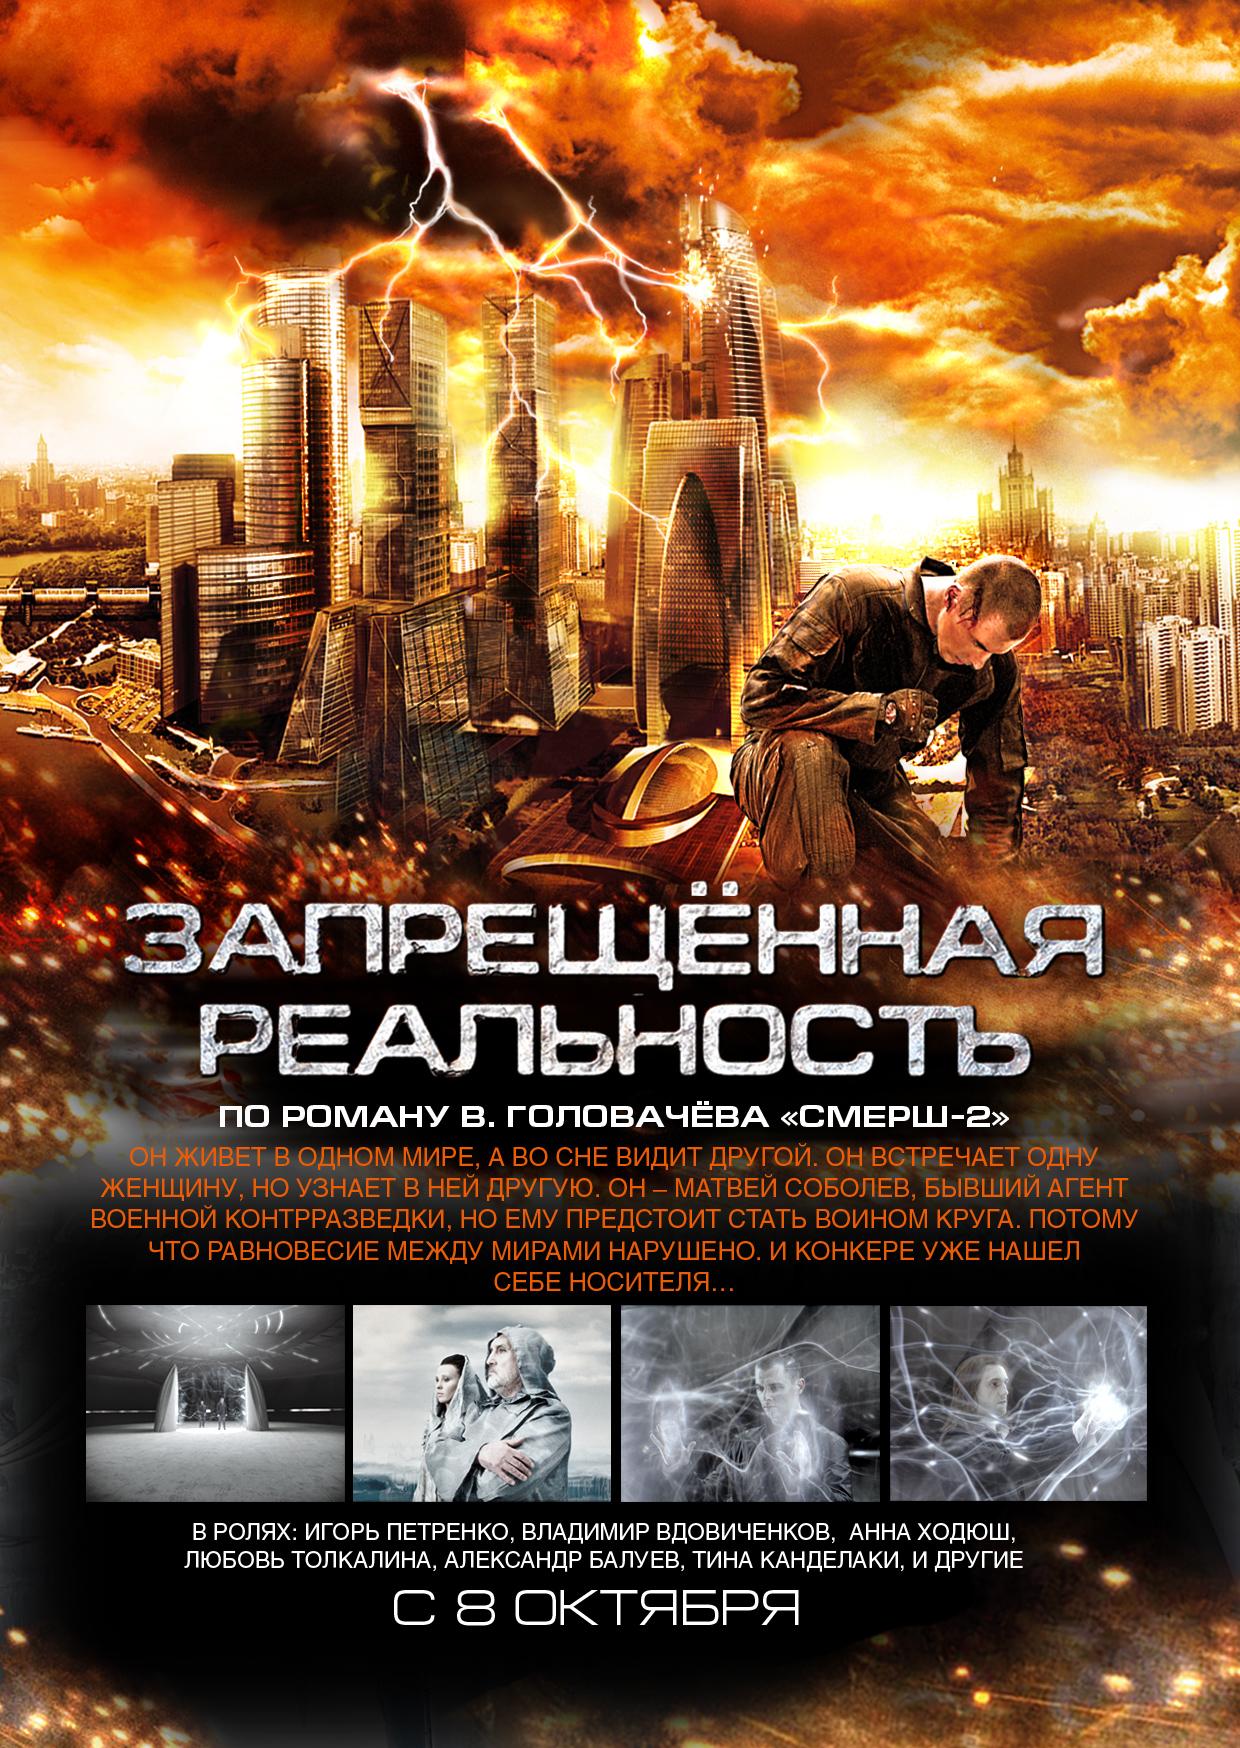 ЗАПРЕЩЁННАЯ
РЕАЛЬНОСТЬ
ПО РОМАНУ В. ГОЛОВАЧЁВА «СМЕРШ-2»
ОН ЖИВЕТ В ОДНОМ МИРЕ, А ВО СНЕ ВИДИТ ДРУГОЙ. ОН ВСТРЕЧАЕТ ОДНУ
ЖЕНЩИНУ, НО УЗНАЕТ В НЕЙ ДРУГУЮ. ОН – МАТВЕЙ СОБОЛЕВ, БЫВШИЙ АГЕНТ
ВОЕННОЙ КОНТРРАЗВЕДКИ, НО ЕМУ ПРЕДСТОИТ СТАТЬ ВОИНОМ КРУГА. ПОТОМУ
ЧТО РАВНОВЕСИЕ МЕЖДУ МИРАМИ НАРУШЕНО. И КОНКЕРЕ УЖЕ НАШЕЛ
СЕБЕ НОСИТЕЛЯ...
В РОЛЯХ: ИГОРЬ ПЕТРЕНКО, ВЛАДИМИР ВДОВИЧЕНКОВ, АННА ХОДЮШ,
ЛЮБОВЬ ТОЛКАЛИНА, АЛЕКСАНДР БАЛУЕВ, ТИНА КАНДЕЛАКИ, И ДРУГИЕ
С 8 ОКТЯБРЯ